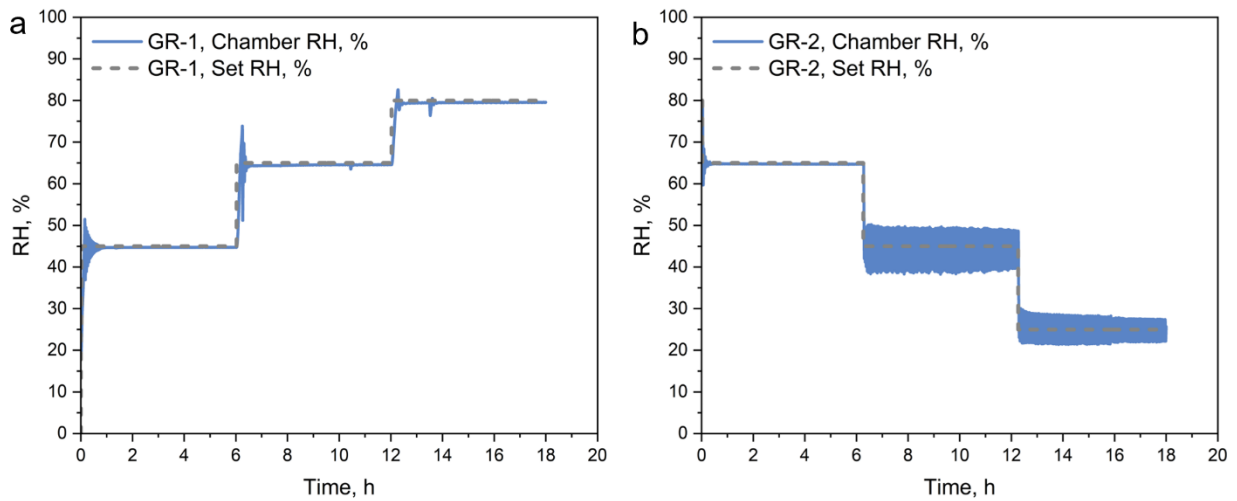 a
GR-1, Chamber RH, %
GR-1, Set RH, %
RH, %
100
90
80
70
60
50
40
30
20
10
0
0 2 4 6 8 10 12 14 16 18 20
Time, h
b
GR-2, Chamber RH, %
GR-2, Set RH, %
RH, %
100
90
80
70
60
50
40
30
20
10
0
0 2 4 6 8 10 12 14 16 18 20
Time, h